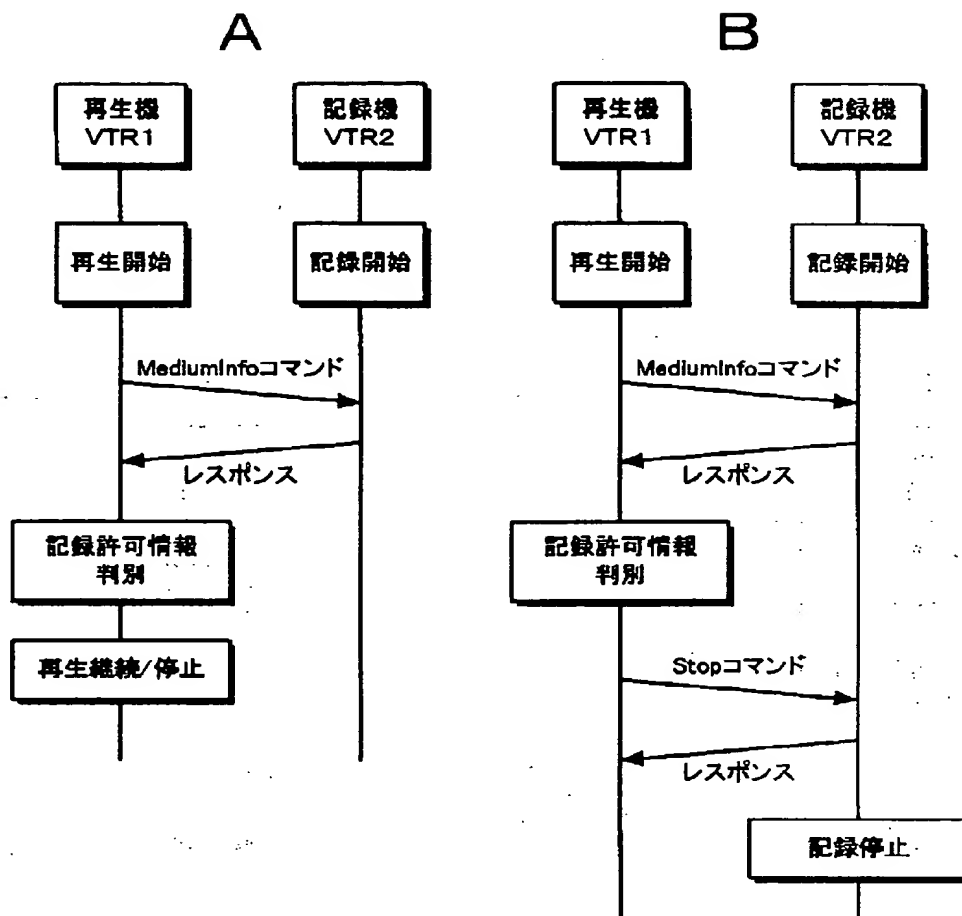 A
再生機
VTR1
記録機
VTR2
再生開始
記録開始
MediumInfoコマンド
レスポンス
記録許可情報
判別
再生継続/停止
B
再生機
VTR1
記録機
VTR2
再生開始
記録開始
MediumInfoコマンド
レスポンス
記録許可情報
判別
Stopコマンド
レスポンス
記録停止